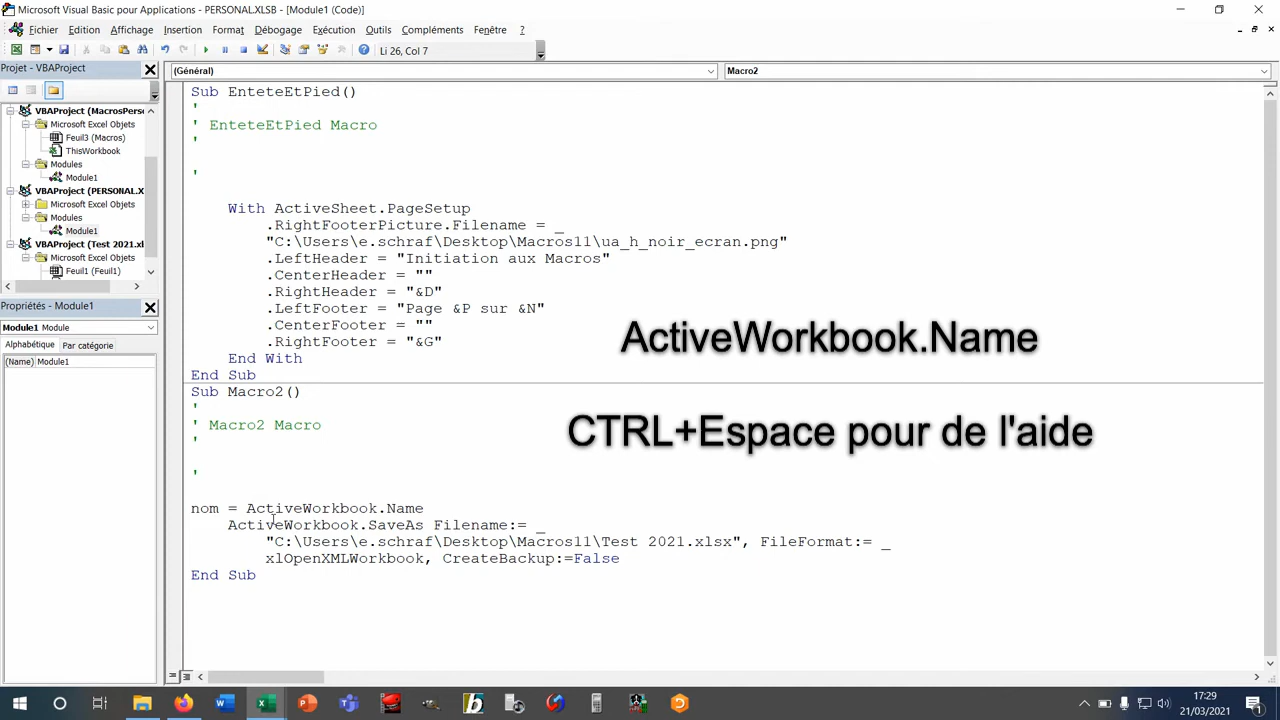 Microsoft Visual Basic pour Applications - PERSONAL.XLSB - [Module1 (Code)]
Fichier Edition Affichage Insertion Format Débogage Exécution Outils Compléments Fenêtre ?
Li 26, Col 7
Projet - VBAProject
(Général) Macro2
VBAProject (MacrosPerso
Microsoft Excel Objets
Feuil3 (Macros)
ThisWorkbook
Modules
Module1
VBAProject (PERSONAL.X
Microsoft Excel Objets
Modules
Module1
VBAProject (Test 2021.xl
Microsoft Excel Objets
Feuil1 (Feuil1)
Propriétés - Module1
Module1 Module
Alphabétique Par catégorie
(Name) Module1
Sub EnteteEtPied()
'
' EnteteEtPied Macro
'
'
With ActiveSheet.PageSetup
.RightFooterPicture.Filename = _
"C:\Users\e.schraf\Desktop\Macros11\ua_h_noir_ecran.png"
.LeftHeader = "Initiation aux Macros"
.CenterHeader = ""
.RightHeader = "&D"
.LeftFooter = "Page &P sur &N"
.CenterFooter = ""
.RightFooter = "&G"
End With
End Sub
Sub Macro2()
'
' Macro2 Macro
'
'
nom = ActiveWorkbook.Name
ActiveWorkbook.SaveAs Filename:= _
"C:\Users\e.schraf\Desktop\Macros11\Test 2021.xlsx", FileFormat:= _
xlOpenXMLWorkbook, CreateBackup:=False
End Sub
ActiveWorkbook.Name
CTRL+Espace pour de l'aide
17:29
21/03/2021